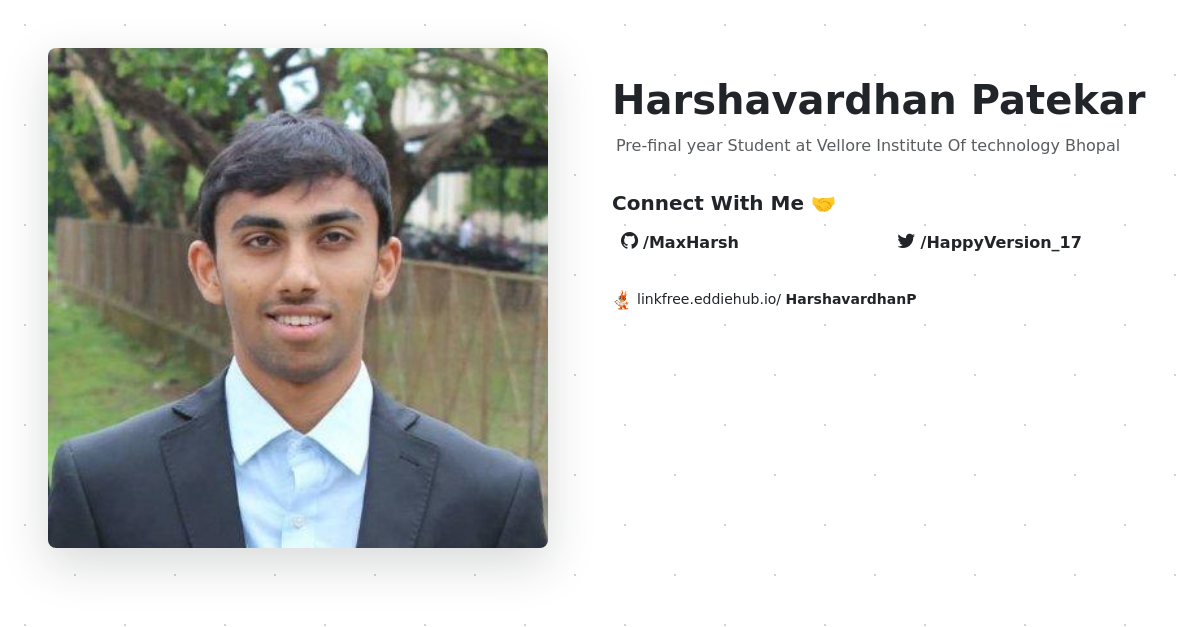 Harshavardhan Patekar
Pre-final year Student at Vellore Institute Of technology Bhopal
Connect With Me 🤝
/MaxHarsh /HappyVersion_17
linkfree.eddiehub.io/ HarshavardhanP